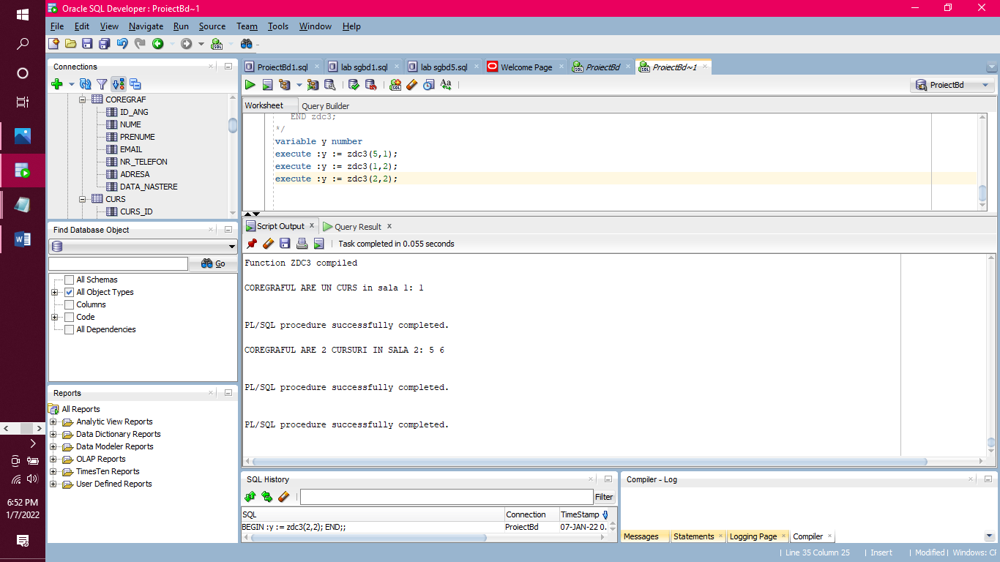 Oracle SQL Developer : ProiectBd~1
File Edit View Navigate Run Source Team Tools Window Help
Connections
COREGRAF
ID_ANG
NUME
PRENUME
EMAIL
NR_TELEFON
ADRESA
DATA_NASTERE
CURS
CURS_ID
Find Database Object
Go
All Schemas
All Object Types
Columns
Code
All Dependencies
Reports
All Reports
Analytic View Reports
Data Dictionary Reports
Data Modeler Reports
OLAP Reports
TimesTen Reports
User Defined Reports
ProiectBd1.sql lab sgbd1.sql lab sgbd5.sql Welcome Page ProiectBd ProiectBd~1
ProiectBd
Worksheet Query Builder
END zdc3;
*/
variable y number
execute :y := zdc3(5,1);
execute :y := zdc3(1,2);
execute :y := zdc3(2,2);
Script Output x Query Result x
Task completed in 0.055 seconds
Function ZDC3 compiled
COREGRAFUL ARE UN CURS in sala 1: 1
PL/SQL procedure successfully completed.
COREGRAFUL ARE 2 CURSURI IN SALA 2: 5 6
PL/SQL procedure successfully completed.
PL/SQL procedure successfully completed.
SQL History
Filter
SQL Connection TimeStamp
BEGIN :y := zdc3(2,2); END;; ProiectBd 07-JAN-22 0.
Compiler - Log
Messages Statements Logging Page Compiler
Line 35 Column 25 Insert Modified Windows: CF
6:52 PM
1/7/2022